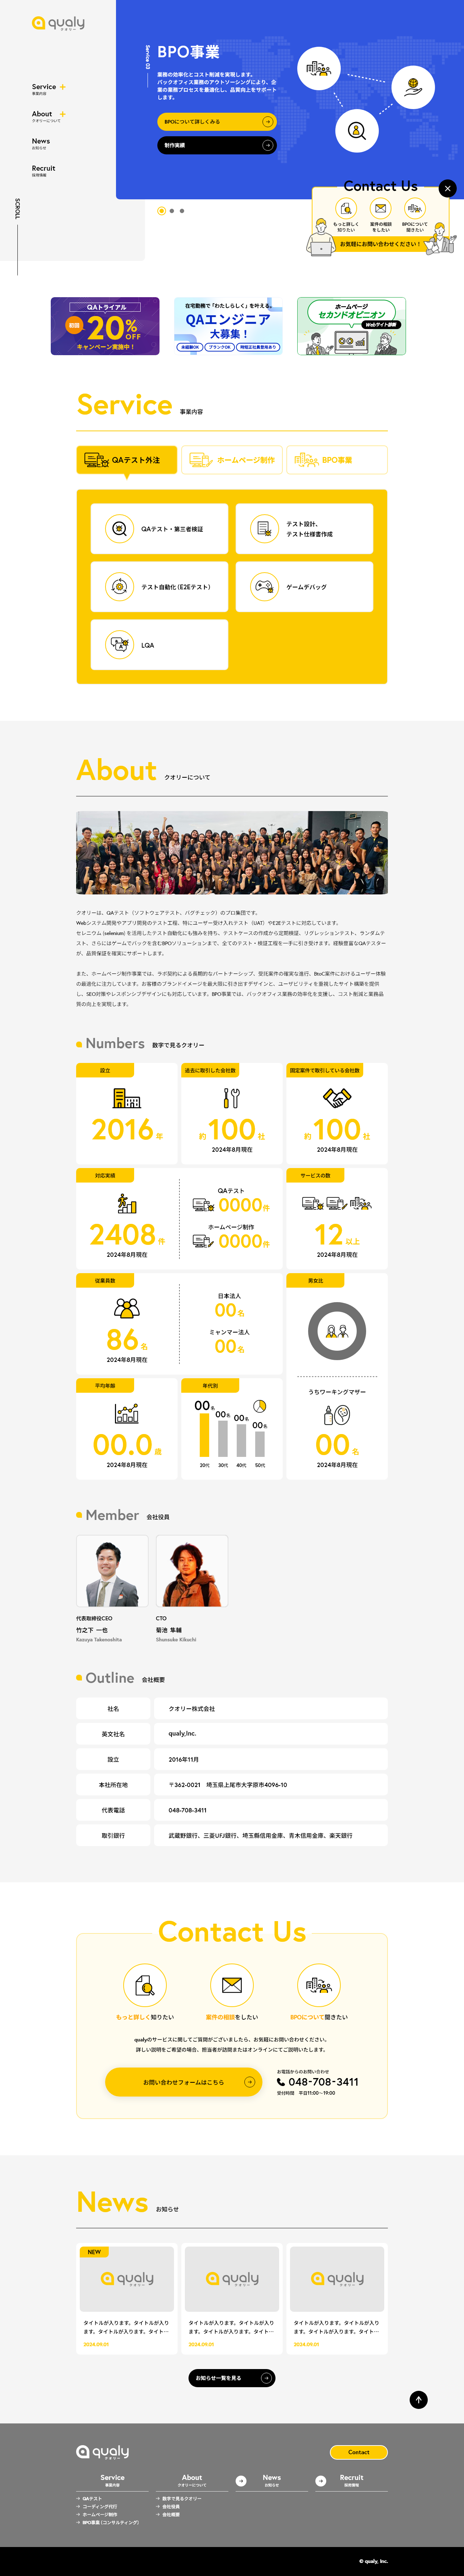 qualy
クオリー
Service
事業内容
About
クオリーについて
News
お知らせ
Recruit
採用情報
SCROLL
Service 03
BPO事業
業務の効率化とコスト削減を実現します。
バックオフィス業務のアウトソーシングにより、企
業の業務プロセスを最適化し、品質向上をサポート
します。
BPOについて詳しくみる
制作実績
Contact Us
もっと詳しく
知りたい
案件の相談
をしたい
BPOについて
聞きたい
お気軽にお問い合わせください！
QAトライアル
初回
20%
OFF
キャンペーン実施中！
在宅勤務で「わたしらしく」を叶える。
QAエンジニア
大募集！
未経験OK
ブランクOK
時短正社員要相あり
ホームページ
セカンドオピニオン
Webサイト診断
Service 事業内容
QAテスト外注
ホームページ制作
BPO事業
QAテスト・第三者検証
テスト設計、
テスト仕様書作成
テスト自動化（E2Eテスト）
ゲームデバッグ
LQA
About クオリーについて
クオリーは、QAテスト（ソフトウェアテスト、バグチェック）のプロ集団です。
Webシステム開発やアプリ開発のテスト工程、特にユーザー受け入れテスト（UAT）やE2Eテストに対応しています。
セレニウム (selenium) を活用したテスト自動化にも強みを持ち、テストケースの作成から定期検証、リグレッションテスト、ランダムテ
スト、さらにはゲームでバックを含むBPOソリューションまで、全てのテスト・検証工程を一手に引き受けます。経験豊富なQAテスター
が、品質保証を確実にサポートします。
また、ホームページ制作事業では、ラボ契約による長期的なパートナーシップ、受託案件の確実な進行、BtoC案件におけるユーザー体験
の最適化に注力しています。お客様のブランドイメージを最大限に引き出すデザインと、ユーザビリティを重視したサイト構築を提供
し、SEO対策やレスポンシブデザインにも対応しています。BPO事業では、バックオフィス業務の効率化を支援し、コスト削減と業務品
質の向上を実現します。
Numbers 数字で見るクオリー
設立
2016年
過去に取引した会社数
約100社
2024年8月現在
固定案件で取引している会社数
約100社
2024年8月現在
対応実績
2408件
2024年8月現在
QAテスト
0000件
ホームページ制作
0000件
サービスの数
12以上
2024年8月現在
従業員数
86名
2024年8月現在
日本法人
00名
ミャンマー法人
00名
男女比
うちワーキングマザー
00名
2024年8月現在
平均年齢
00.0歳
2024年8月現在
年代別
00名
00名
00名
00名
20代 30代 40代 50代
Member 会社役員
代表取締役CEO
竹之下 一也
Kazuya Takenoshita
CTO
菊池 隼輔
Shunsuke Kikuchi
Outline 会社概要
社名 クオリー株式会社
英文社名 qualy,Inc.
設立 2016年11月
本社所在地 〒362-0021 埼玉県上尾市大字原市4096-10
代表電話 048-708-3411
取引銀行 武蔵野銀行、三菱UFJ銀行、埼玉縣信用金庫、青木信用金庫、楽天銀行
Contact Us
もっと詳しく知りたい
案件の相談をしたい
BPOについて聞きたい
qualyのサービスに関してご質問がございましたら、お気軽にお問い合わせください。
詳しい説明をご希望の場合、担当者が訪問またはオンラインにてご説明いたします。
お問い合わせフォームはこちら
お電話からのお問い合わせ
048-708-3411
受付時間 平日11:00〜19:00
News お知らせ
NEW
qualy
クオリー
タイトルが入ります。タイトルが入り
ます。タイトルが入ります。タイト…
2024.09.01
qualy
クオリー
タイトルが入ります。タイトルが入り
ます。タイトルが入ります。タイト…
2024.09.01
qualy
クオリー
タイトルが入ります。タイトルが入り
ます。タイトルが入ります。タイト…
2024.09.01
お知らせ一覧を見る
qualy
クオリー
Contact
Service
事業内容
QAテスト
コーディング代行
ホームページ制作
BPO事業（コンサルティング）
About
クオリーについて
数字で見るクオリー
会社役員
会社概要
News
お知らせ
Recruit
採用情報
© qualy, Inc.